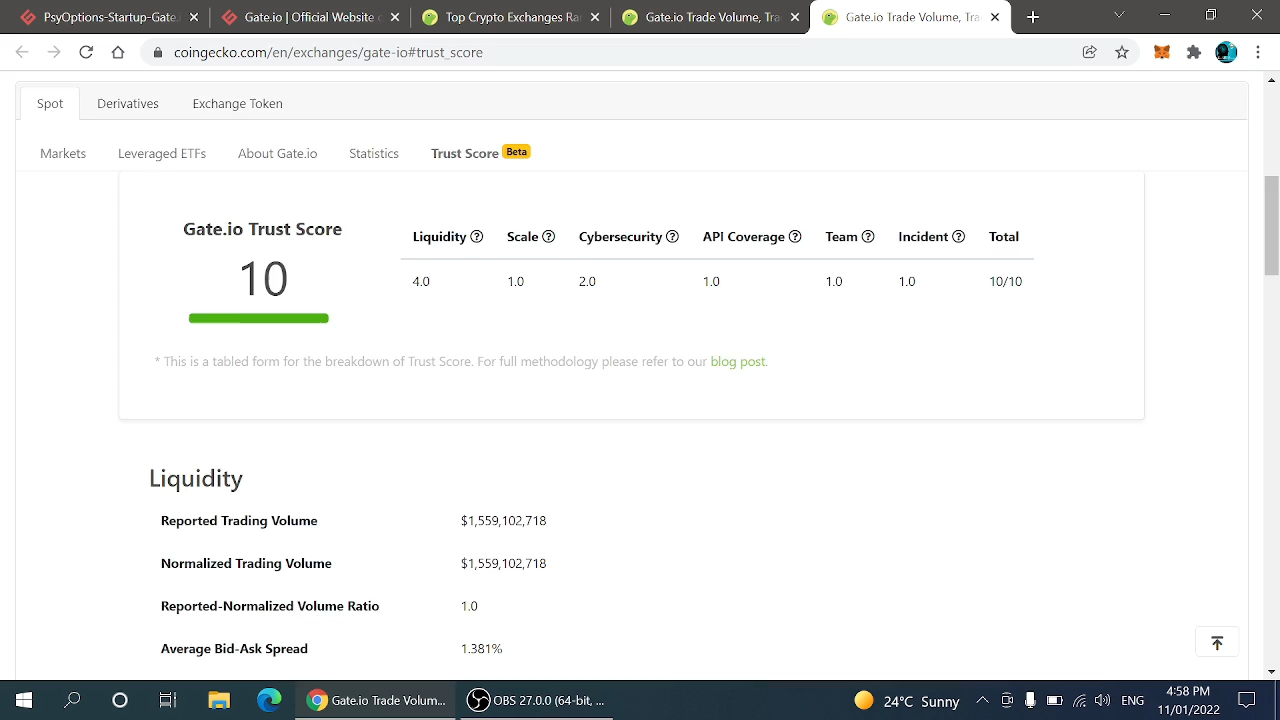 PsyOptions-Startup-Gate.
Gate.io | Official Website c
Top Crypto Exchanges Ra
Gate.io Trade Volume, Tra
Gate.io Trade Volume, Tra
coingecko.com/en/exchanges/gate-io#trust_score
Spot Derivatives Exchange Token
Markets Leveraged ETFs About Gate.io Statistics Trust Score Beta
Gate.io Trust Score
10
Liquidity ? Scale ? Cybersecurity ? API Coverage ? Team ? Incident ? Total
4.0 1.0 2.0 1.0 1.0 1.0 10/10
* This is a tabled form for the breakdown of Trust Score. For full methodology please refer to our blog post.
Liquidity
Reported Trading Volume $1,559,102,718
Normalized Trading Volume $1,559,102,718
Reported-Normalized Volume Ratio 1.0
Average Bid-Ask Spread 1.381%
Gate.io Trade Volum...
OBS 27.0.0 (64-bit, ...
24°C Sunny
ENG
4:58 PM
11/01/2022